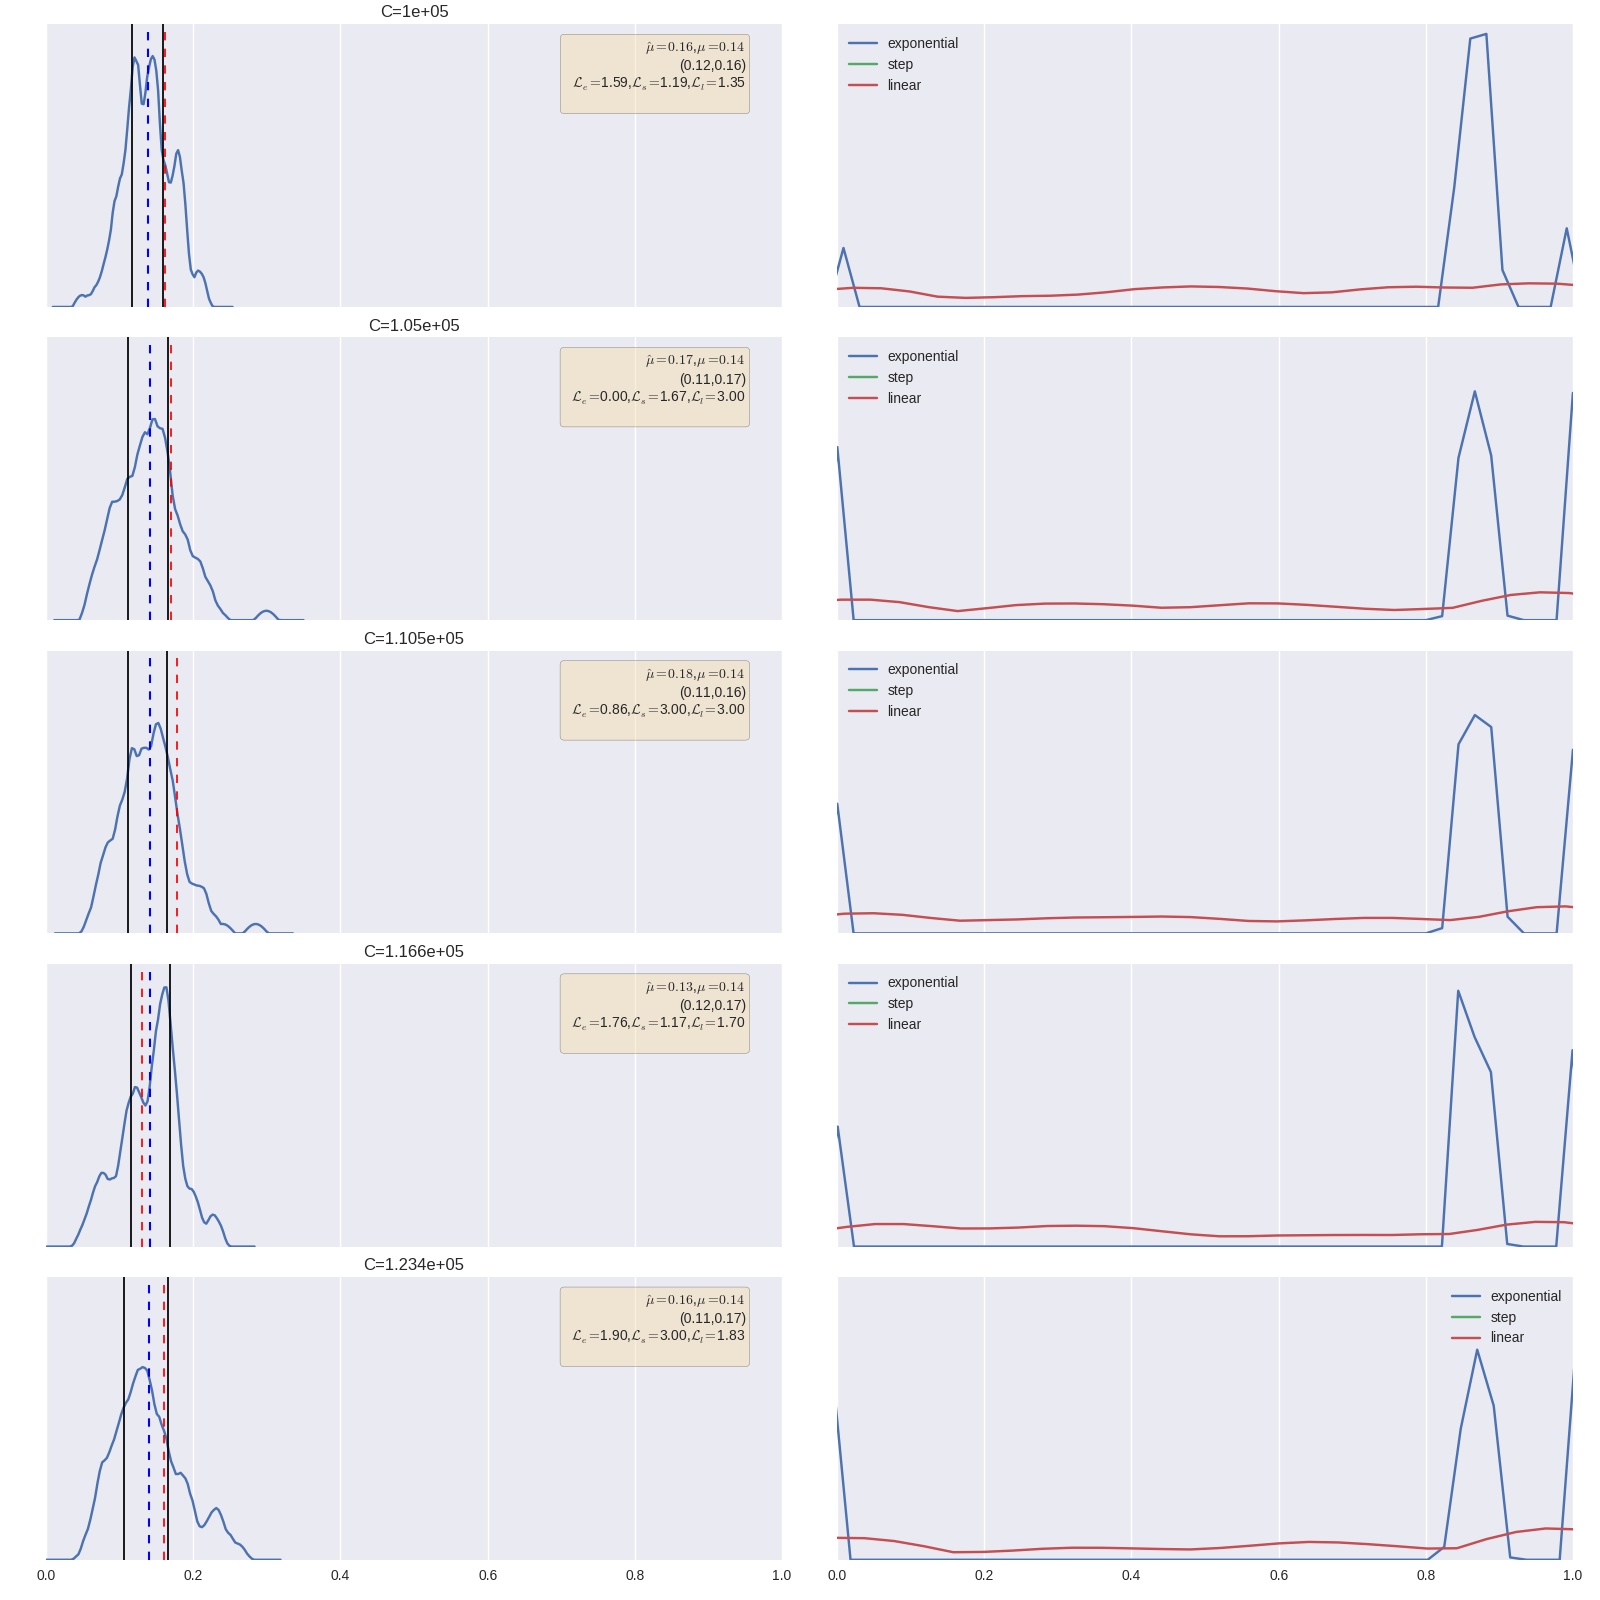 C=1e+05
μ̂=0.16,μ=0.14
(0.12,0.16)
ℒₑ=1.59,ℒₛ=1.19,ℒₗ=1.35
exponential
step
linear
C=1.05e+05
μ̂=0.17,μ=0.14
(0.11,0.17)
ℒₑ=0.00,ℒₛ=1.67,ℒₗ=3.00
exponential
step
linear
C=1.105e+05
μ̂=0.18,μ=0.14
(0.11,0.16)
ℒₑ=0.86,ℒₛ=3.00,ℒₗ=3.00
exponential
step
linear
C=1.166e+05
μ̂=0.13,μ=0.14
(0.12,0.17)
ℒₑ=1.76,ℒₛ=1.17,ℒₗ=1.70
exponential
step
linear
C=1.234e+05
μ̂=0.16,μ=0.14
(0.11,0.17)
ℒₑ=1.90,ℒₛ=3.00,ℒₗ=1.83
exponential
step
linear
0.0 0.2 0.4 0.6 0.8 1.0
0.0 0.2 0.4 0.6 0.8 1.0